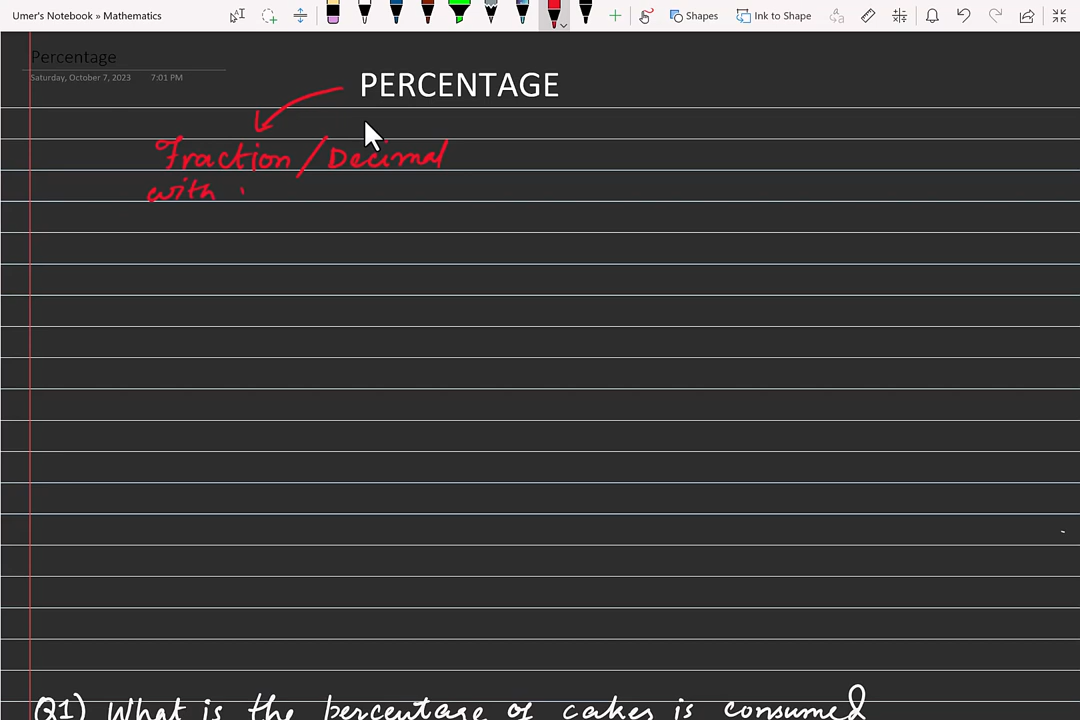 Umer's Notebook » Mathematics
Shapes
Ink to Shape
Percentage
Saturday, October 7, 2023 7:01 PM
PERCENTAGE
Fraction/Decimal
with
Q1) What is the percentage of cakes is consumed